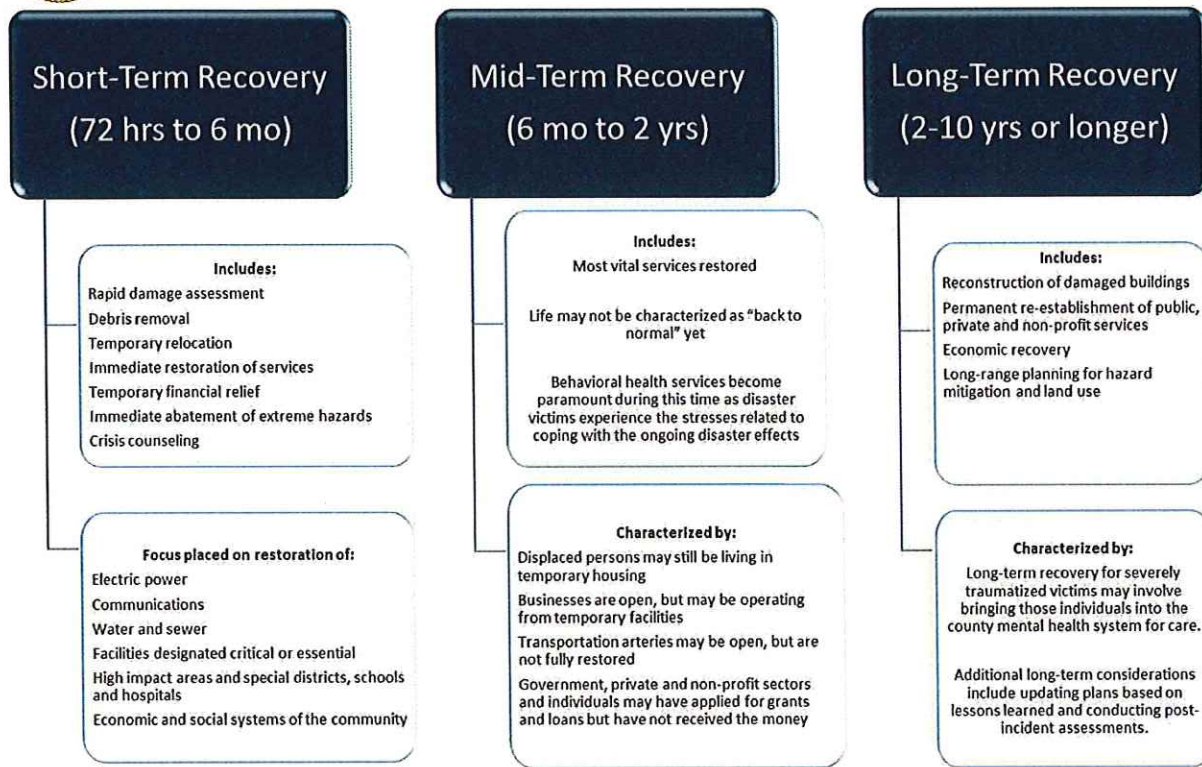 Short-Term Recovery
(72 hrs to 6 mo)
Includes:
Rapid damage assessment
Debris removal
Temporary relocation
Immediate restoration of services
Temporary financial relief
Immediate abatement of extreme hazards
Crisis counseling
Focus placed on restoration of:
Electric power
Communications
Water and sewer
Facilities designated critical or essential
High impact areas and special districts, schools
and hospitals
Economic and social systems of the community
Mid-Term Recovery
(6 mo to 2 yrs)
Includes:
Most vital services restored
Life may not be characterized as "back to
normal" yet
Behavioral health services become
paramount during this time as disaster
victims experience the stresses related to
coping with the ongoing disaster effects
Characterized by:
Displaced persons may still be living in
temporary housing
Businesses are open, but may be operating
from temporary facilities
Transportation arteries may be open, but are
not fully restored
Government, private and non-profit sectors
and individuals may have applied for grants
and loans but have not received the money
Long-Term Recovery
(2-10 yrs or longer)
Includes:
Reconstruction of damaged buildings
Permanent re-establishment of public,
private and non-profit services
Economic recovery
Long-range planning for hazard
mitigation and land use
Characterized by:
Long-term recovery for severely
traumatized victims may involve
bringing those individuals into the
county mental health system for care.
Additional long-term considerations
include updating plans based on
lessons learned and conducting post-
incident assessments.